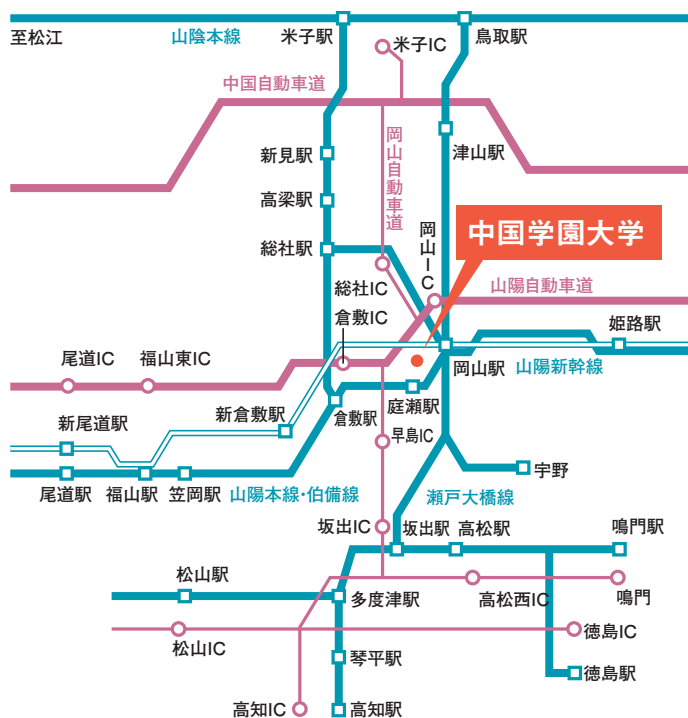 至松江
山陰本線
米子駅
米子IC
鳥取駅
中国自動車道
岡山自動車道
新見駅
津山駅
高梁駅
総社駅
岡山IC
中国学園大学
総社IC
山陽自動車道
倉敷IC
姫路駅
尾道IC
福山東IC
岡山駅
山陽新幹線
新尾道駅
新倉敷駅
倉敷駅
庭瀬駅
早島IC
宇野
尾道駅
福山駅
笠岡駅
山陽本線・伯備線
瀬戸大橋線
坂出IC
坂出駅
高松駅
鳴門駅
松山駅
多度津駅
高松西IC
鳴門
松山IC
徳島IC
琴平駅
徳島駅
高知IC
高知駅